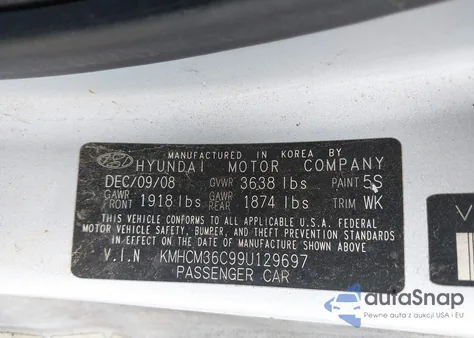 MANUFACTURED IN KOREA BY
HYUNDAI MOTOR COMPANY
DEC/09/08 GVWR 3638 lbs PAINT 5S
GAWR FRONT 1918 lbs GAWR REAR 1874 lbs TRIM WK
THIS VEHICLE CONFORMS TO ALL APPLICABLE U.S.A. FEDERAL
MOTOR VEHICLE SAFETY, BUMPER, AND THEFT PREVENTION STANDARDS
IN EFFECT ON THE DATE OF MANUFACTURE SHOWN ABOVE.
V.I.N KMHCM36C99U129697
PASSENGER CAR
V
autaSnap
Pewne auta z USA i EU